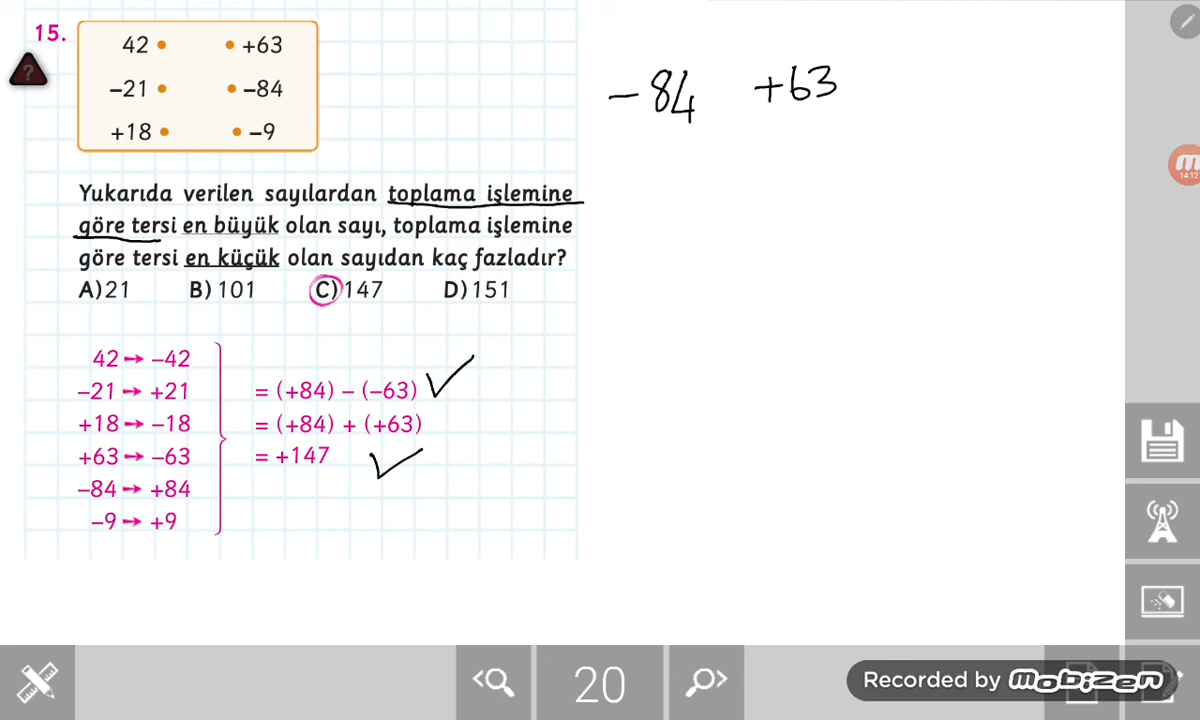 15.
42 • • +63
−21 • • −84
+18 • • −9
Yukarıda verilen sayılardan toplama işlemine
göre tersi en büyük olan sayı, toplama işlemine
göre tersi en küçük olan sayıdan kaç fazladır?
A) 21 B) 101 C) 147 D) 151
42 → −42
−21 → +21
+18 → −18
+63 → −63
−84 → +84
−9 → +9
= (+84) − (−63)
= (+84) + (+63)
= +147
−84 +63
14:12
20
Recorded by mobizen